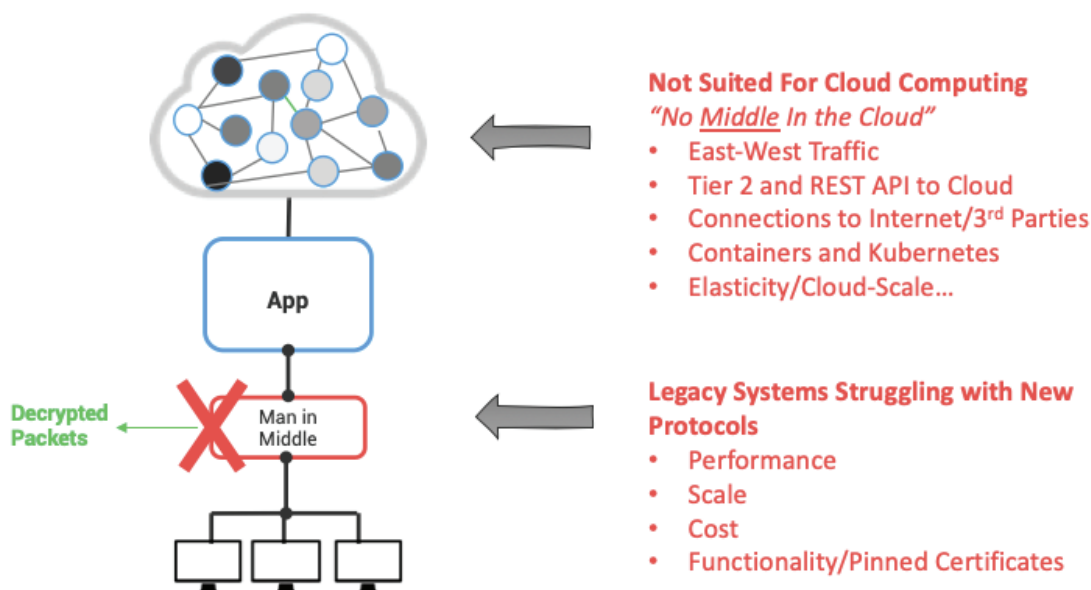 Not Suited For Cloud Computing
“No Middle In the Cloud”
• East-West Traffic
• Tier 2 and REST API to Cloud
• Connections to Internet/3rd Parties
• Containers and Kubernetes
• Elasticity/Cloud-Scale…
App
Decrypted
Packets
Man in
Middle
Legacy Systems Struggling with New
Protocols
• Performance
• Scale
• Cost
• Functionality/Pinned Certificates